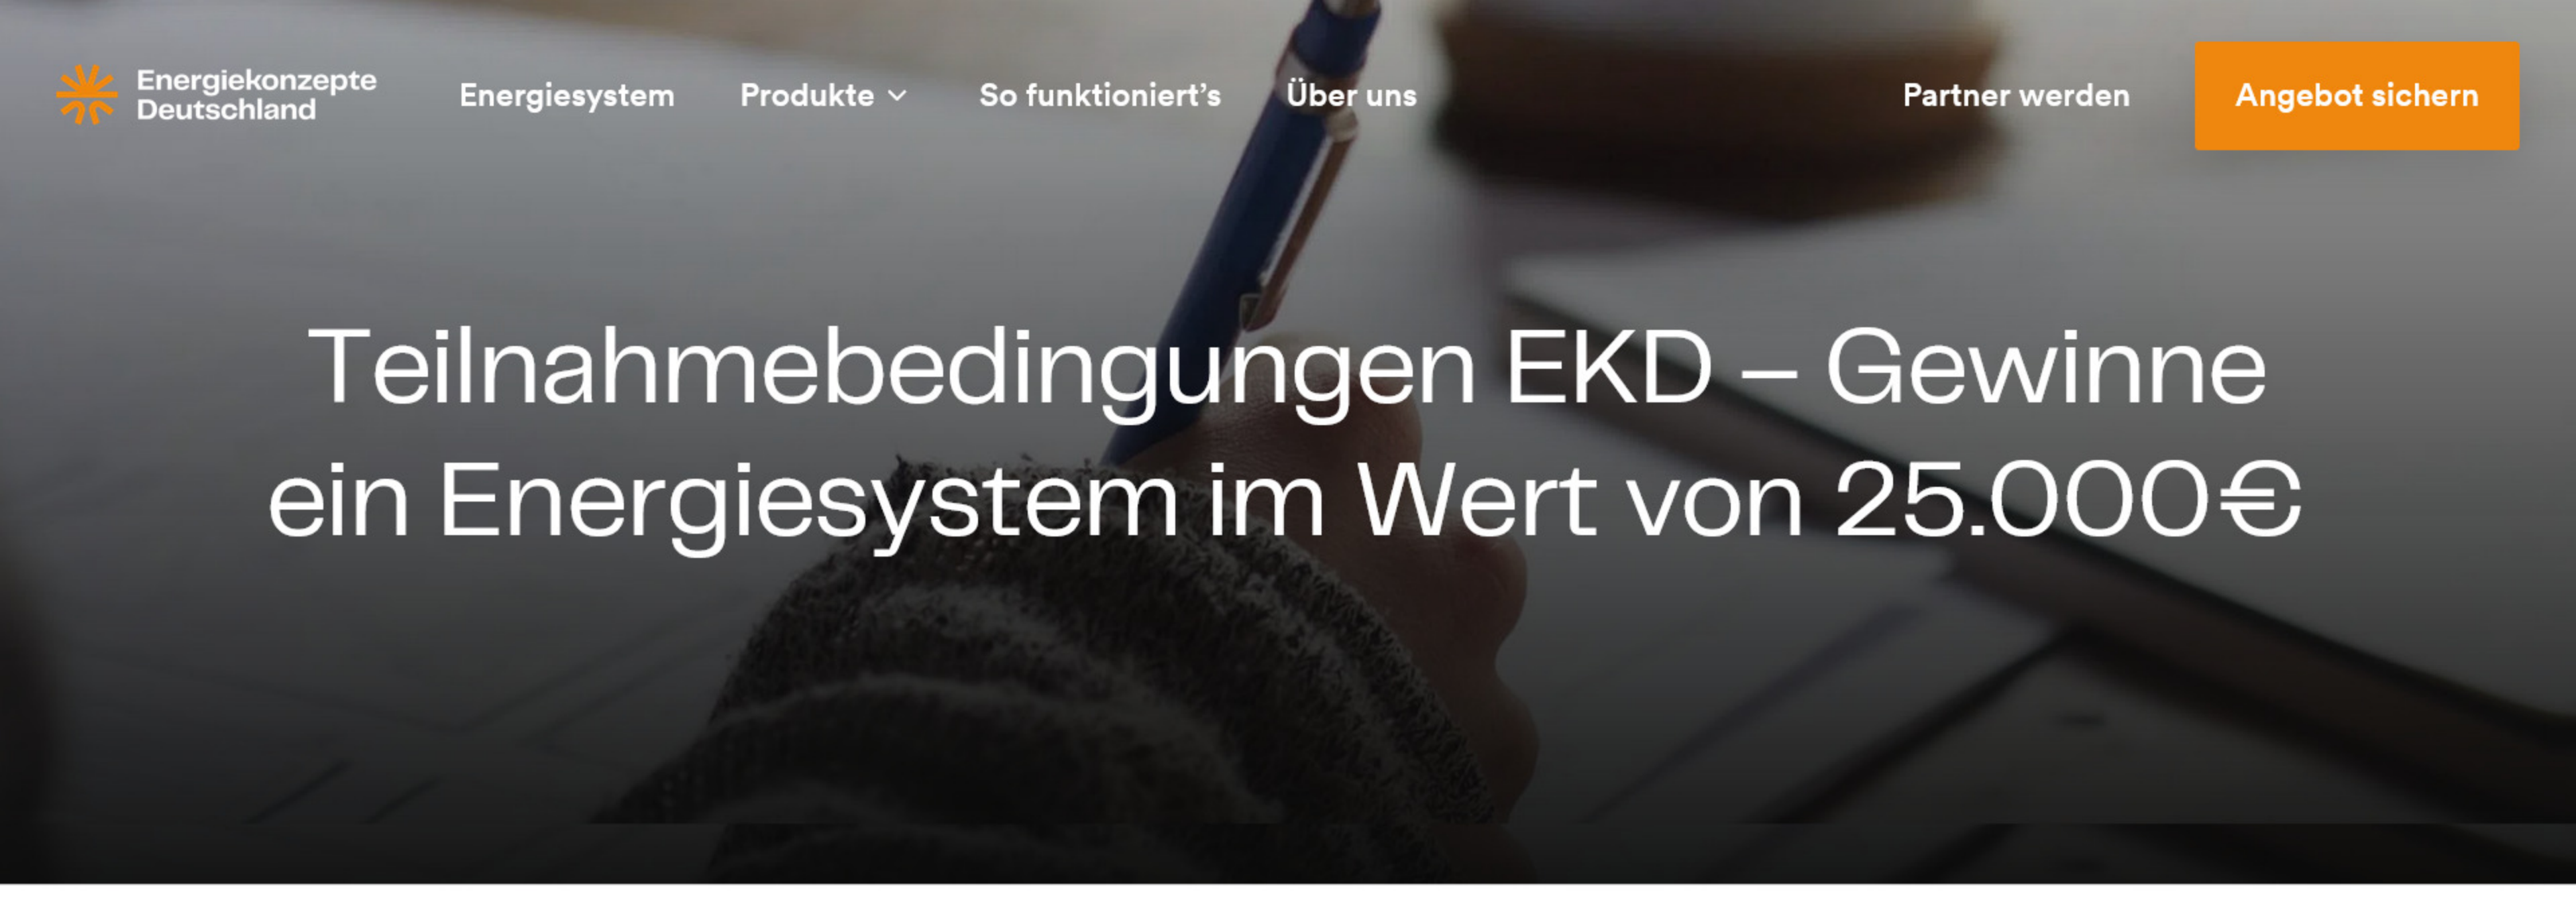 Energiekonzepte
Deutschland
Energiesystem
Produkte
So funktioniert’s
Über uns
Partner werden
Angebot sichern
Teilnahmebedingungen EKD – Gewinne
ein Energiesystem im Wert von 25.000€